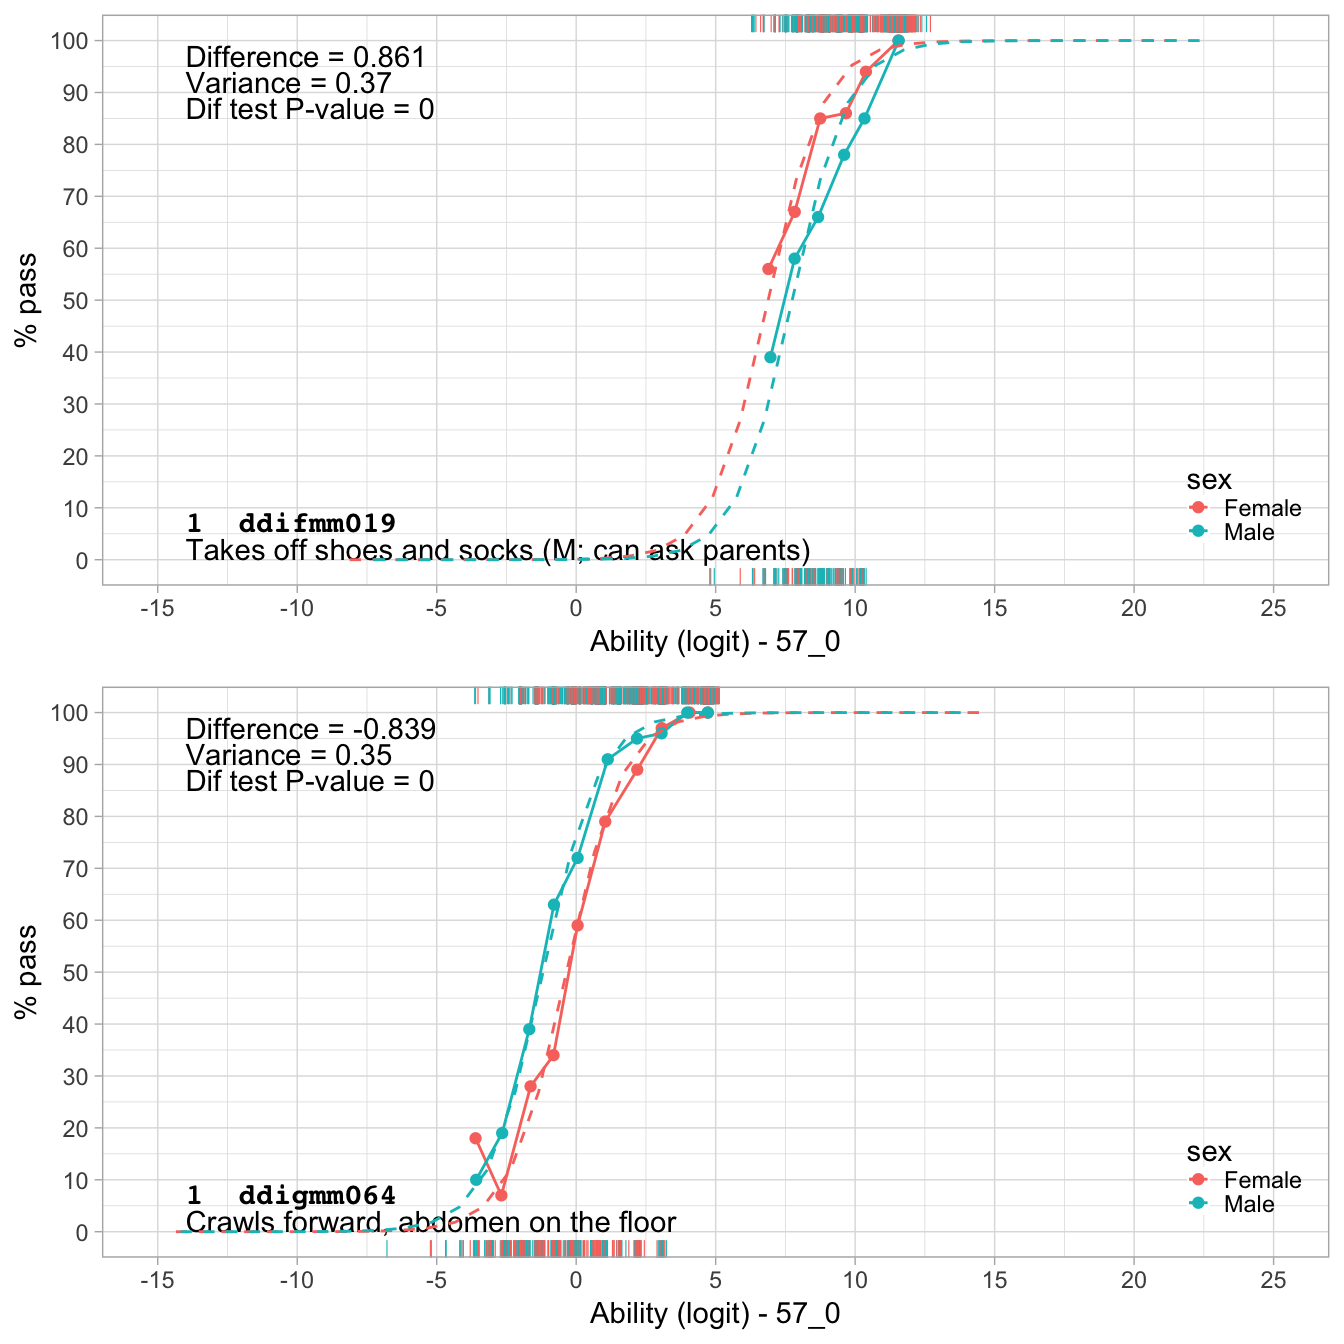 Difference = 0.861
Variance = 0.37
Dif test P-value = 0
100
90
80
70
60
50
40
30
20
10
0
% pass
1 ddifmm019
Takes off shoes and socks (M; can ask parents)
sex
Female
Male
-15 -10 -5 0 5 10 15 20 25
Ability (logit) - 57_0
Difference = -0.839
Variance = 0.35
Dif test P-value = 0
100
90
80
70
60
50
40
30
20
10
0
% pass
1 ddigmm064
Crawls forward, abdomen on the floor
sex
Female
Male
-15 -10 -5 0 5 10 15 20 25
Ability (logit) - 57_0